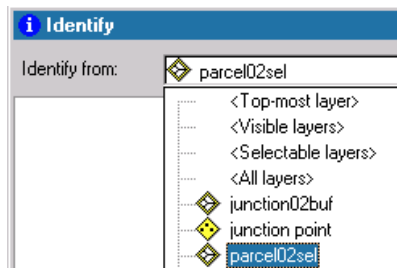 Identify
Identify from: parcel02sel
<Top-most layer>
<Visible layers>
<Selectable layers>
<All layers>
junction02buf
junction point
parcel02sel